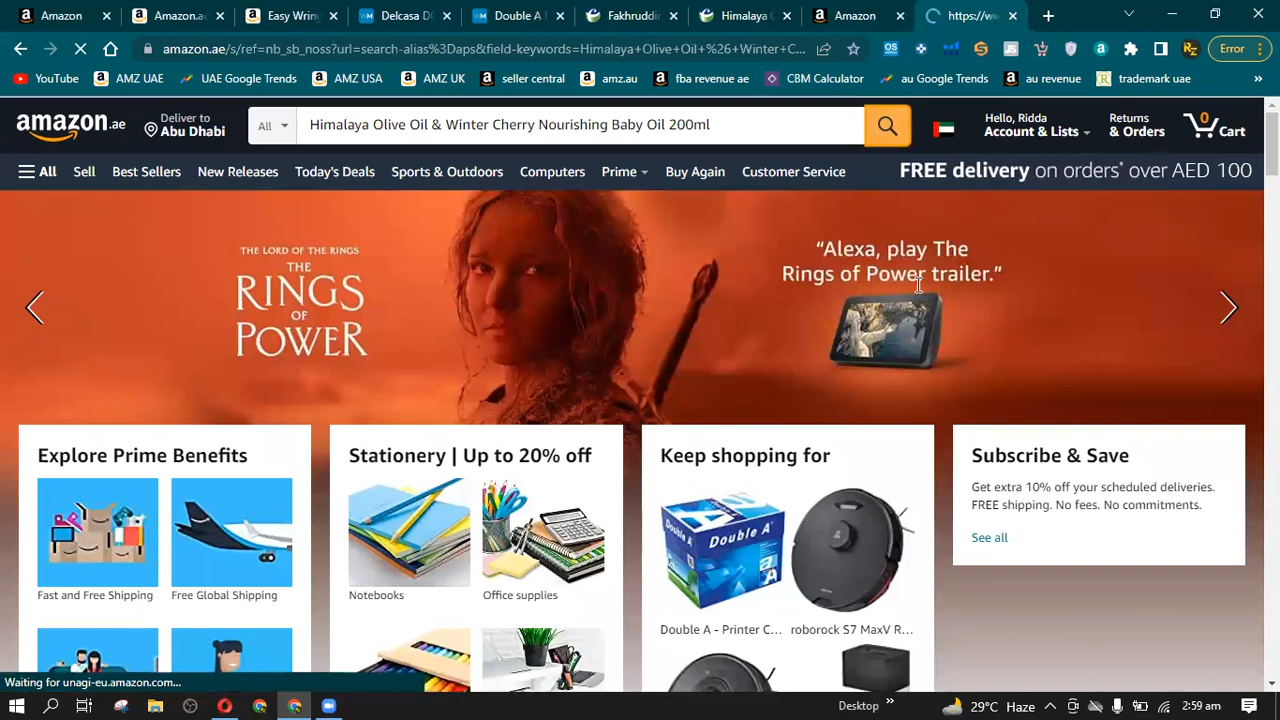 Amazon
Amazon.a
Easy Wring
Delcasa D
Double A
Fakhruddi
Himalaya O
Amazon
https://wi
amazon.ae/s/ref=nb_sb_noss?url=search-alias%3Daps&field-keywords=Himalaya+Olive+Oil+%26+Winter+C...
Error
YouTube
AMZ UAE
UAE Google Trends
AMZ USA
AMZ UK
seller central
amz.au
fba revenue ae
CBM Calculator
au Google Trends
au revenue
trademark uae
amazon.ae
Deliver to
Abu Dhabi
All
Himalaya Olive Oil & Winter Cherry Nourishing Baby Oil 200ml
Hello, Ridda
Account & Lists
Returns
& Orders
0
Cart
All
Sell
Best Sellers
New Releases
Today's Deals
Sports & Outdoors
Computers
Prime
Buy Again
Customer Service
FREE delivery on orders* over AED 100
THE LORD OF THE RINGS
THE
RINGS
OF
POWER
“Alexa, play The
Rings of Power trailer.”
Explore Prime Benefits
Fast and Free Shipping
Free Global Shipping
Stationery | Up to 20% off
Notebooks
Office supplies
Keep shopping for
Double A
Double A
Double A - Printer C...
roborock S7 MaxV R...
Subscribe & Save
Get extra 10% off your scheduled deliveries.
FREE shipping. No fees. No commitments.
See all
Waiting for unagi-eu.amazon.com...
Desktop
29°C Haze
2:59 am